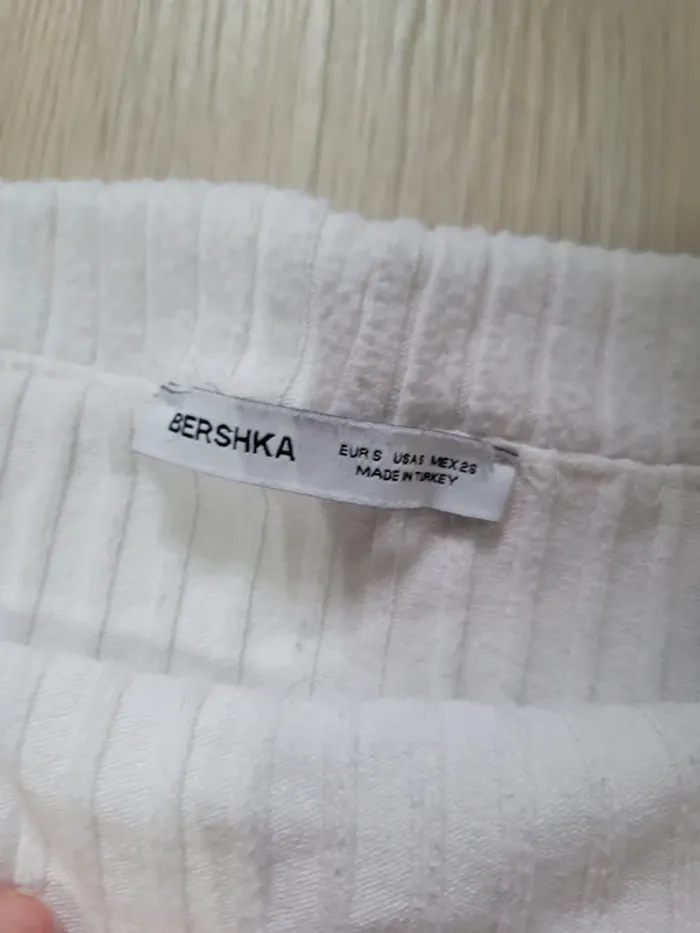 BERSHKA
EUR S USA S MEX 26
MADE IN TURKEY